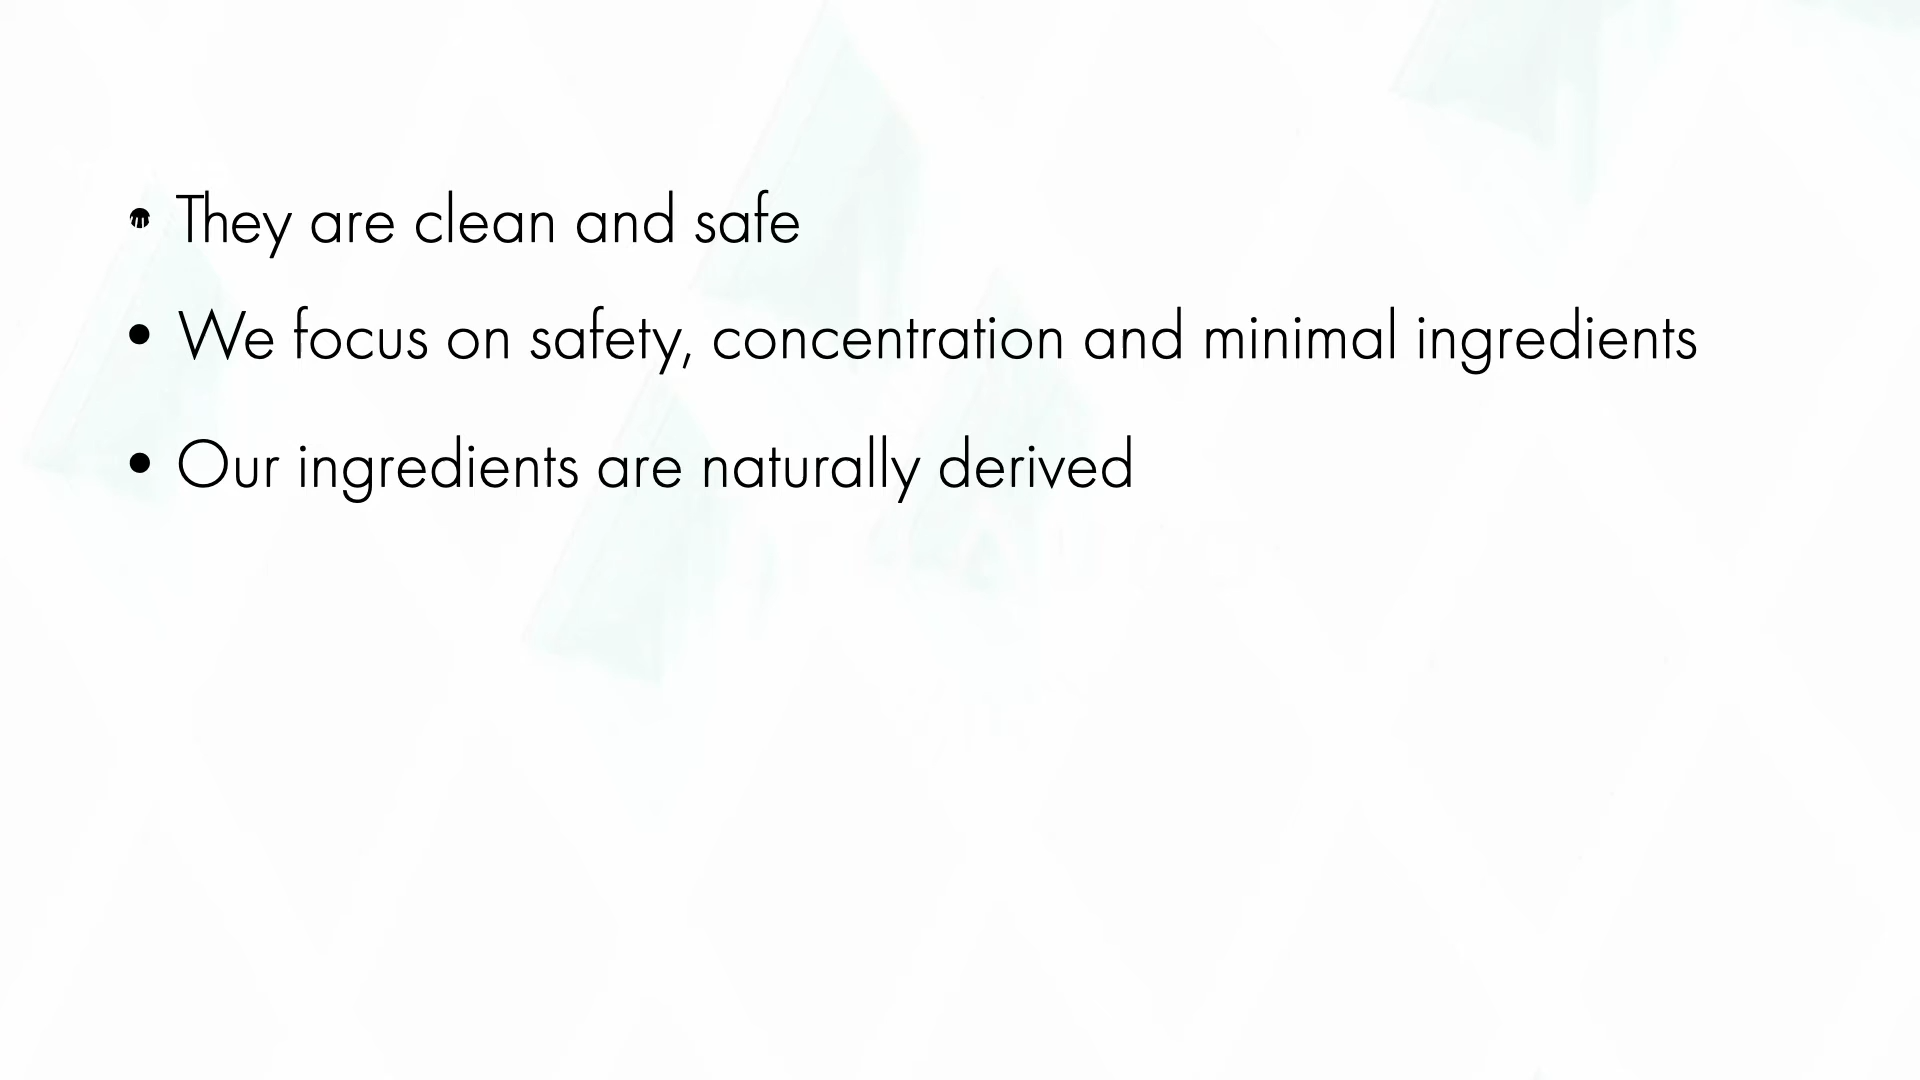 • They are clean and safe
• We focus on safety, concentration and minimal ingredients
• Our ingredients are naturally derived